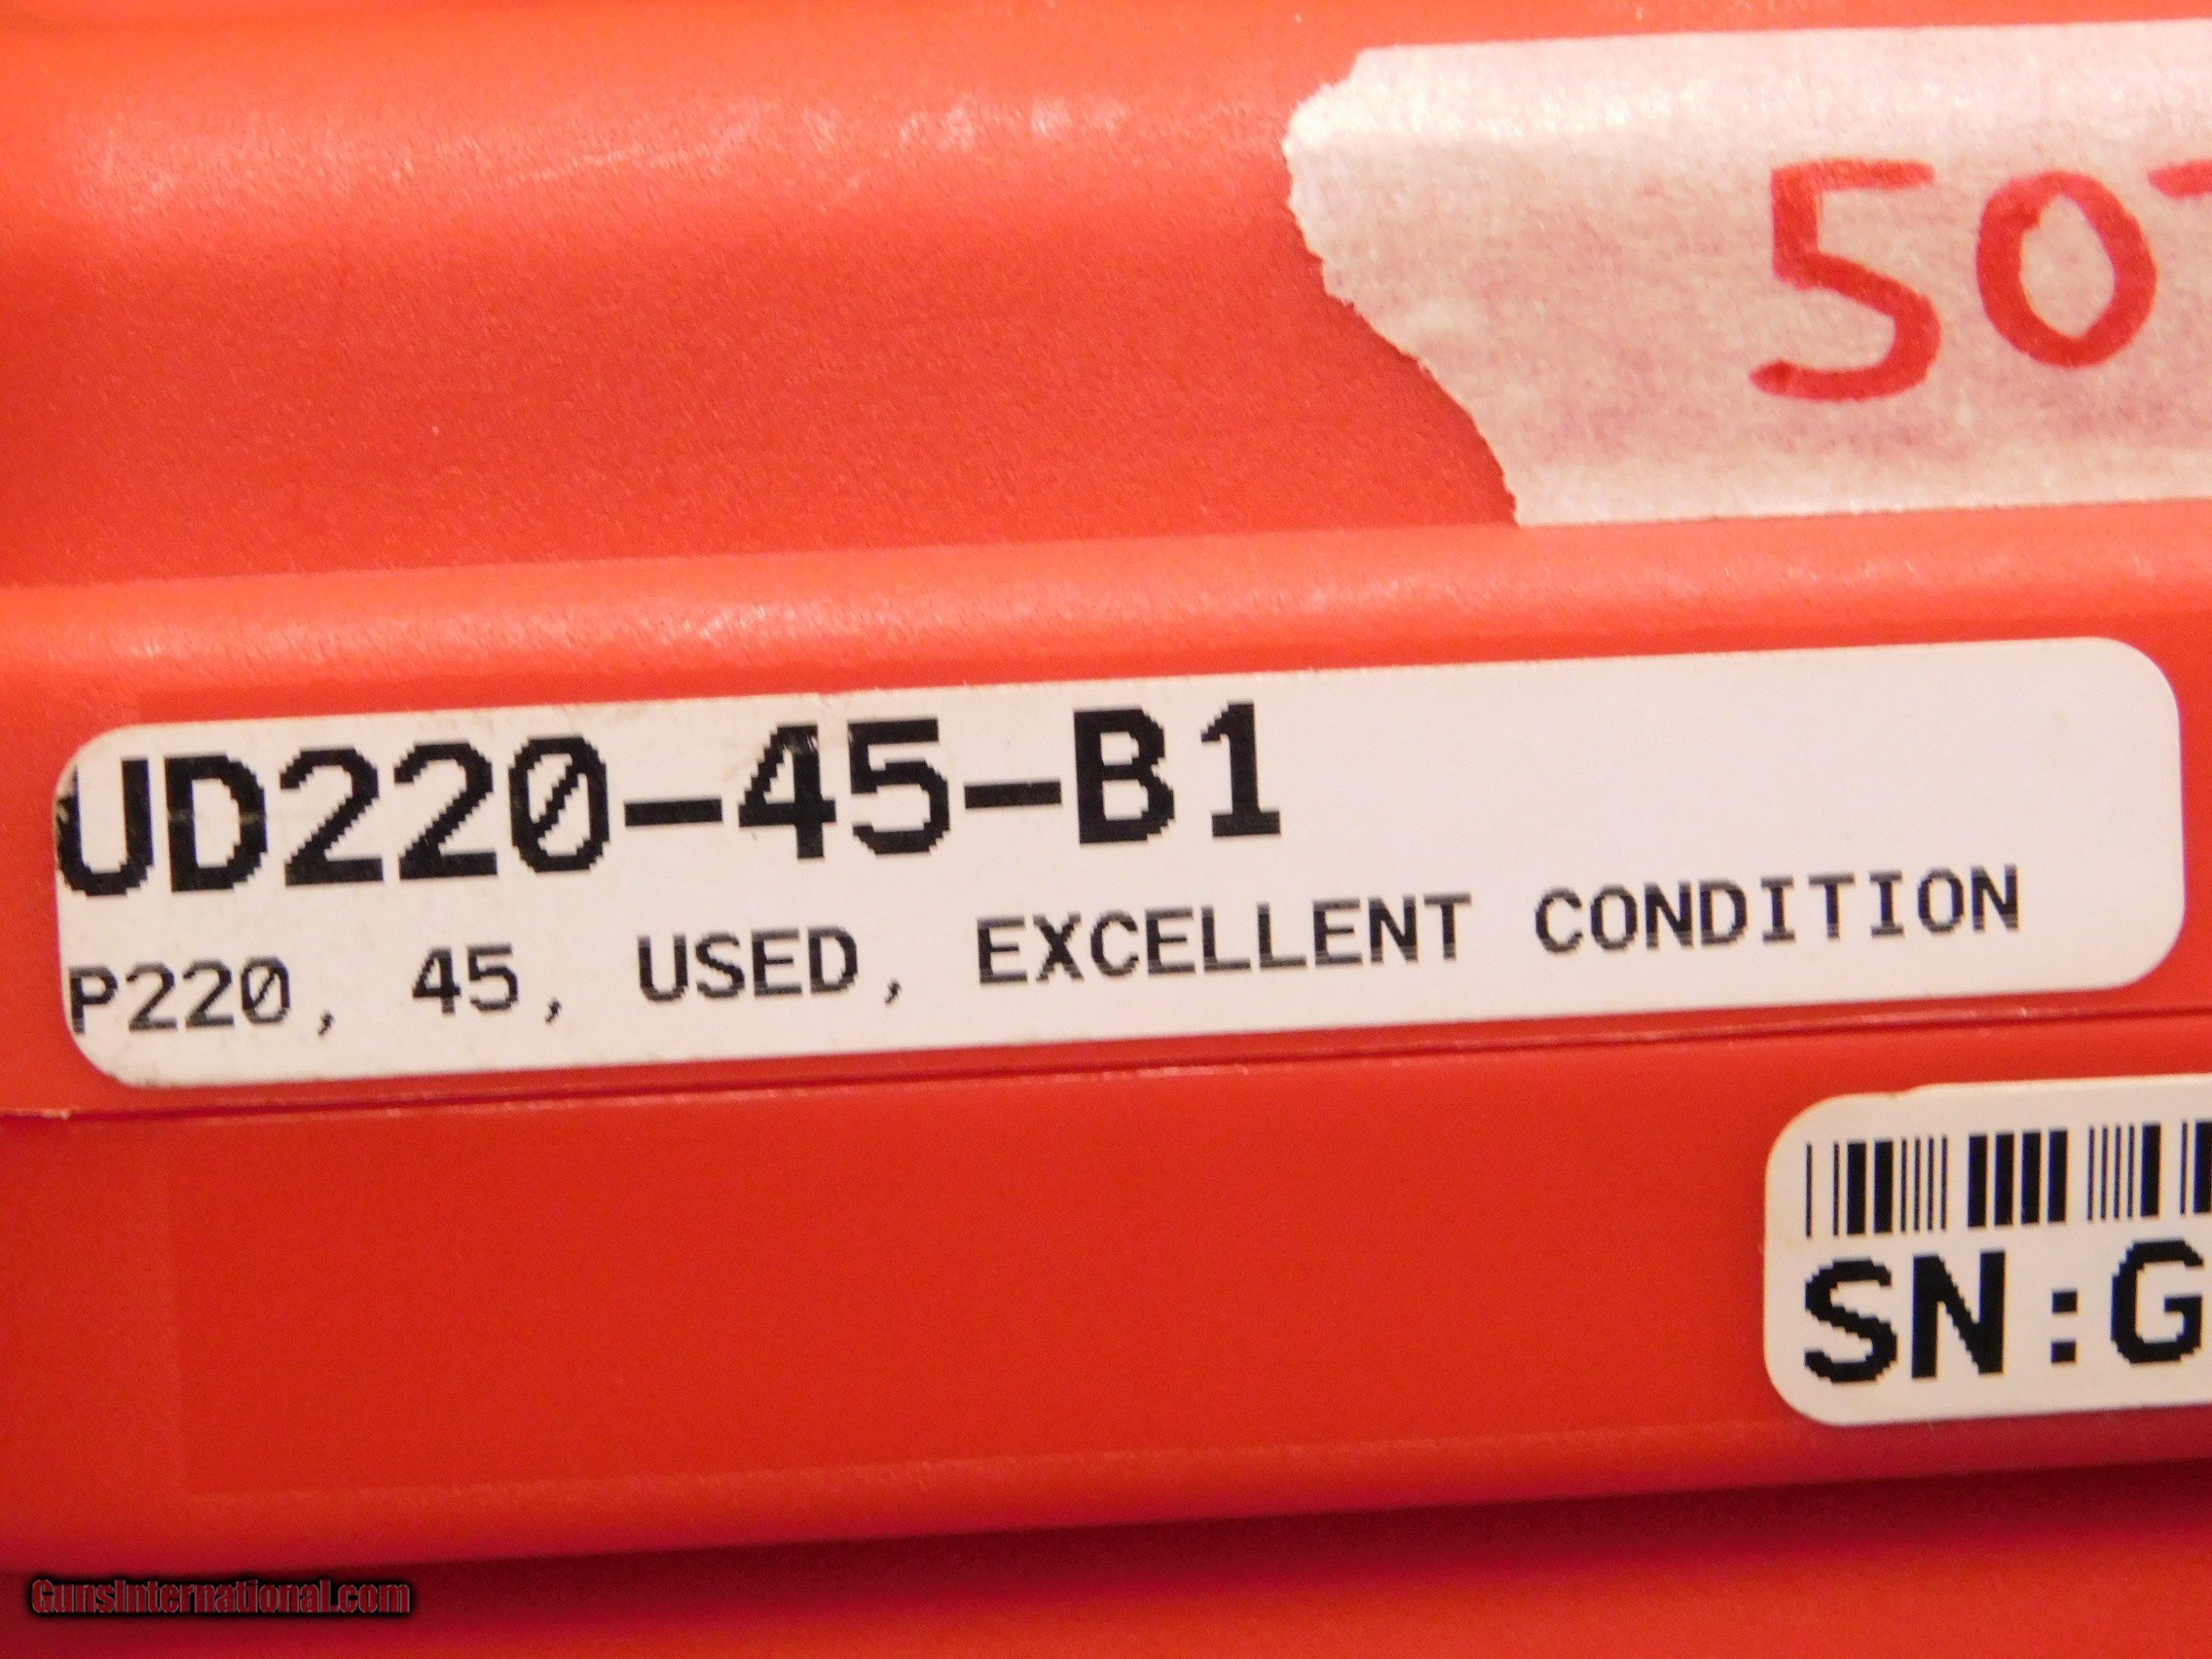 50
UD220-45-B1
P220, 45, USED, EXCELLENT CONDITION
SN:G
GunsInternational.com